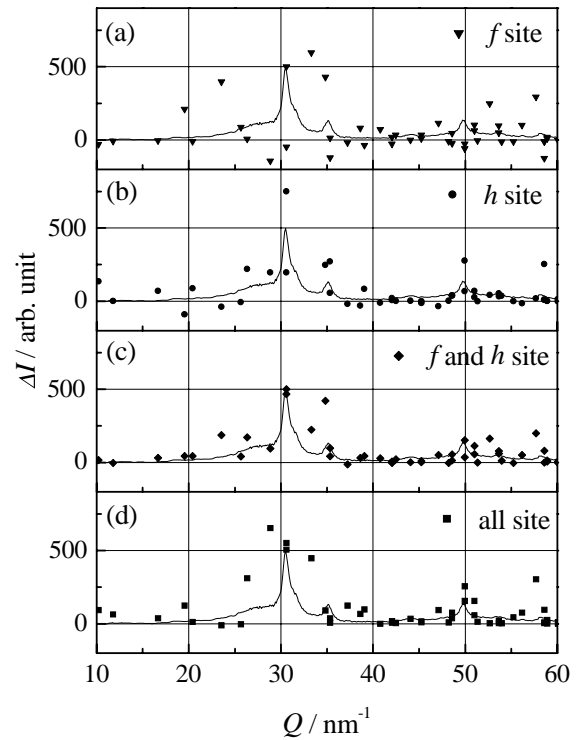 (a) f site
500
0
(b) h site
500
0
(c) f and h site
500
0
(d) all site
500
0
10 20 30 40 50 60
ΔI / arb. unit
Q / nm⁻¹